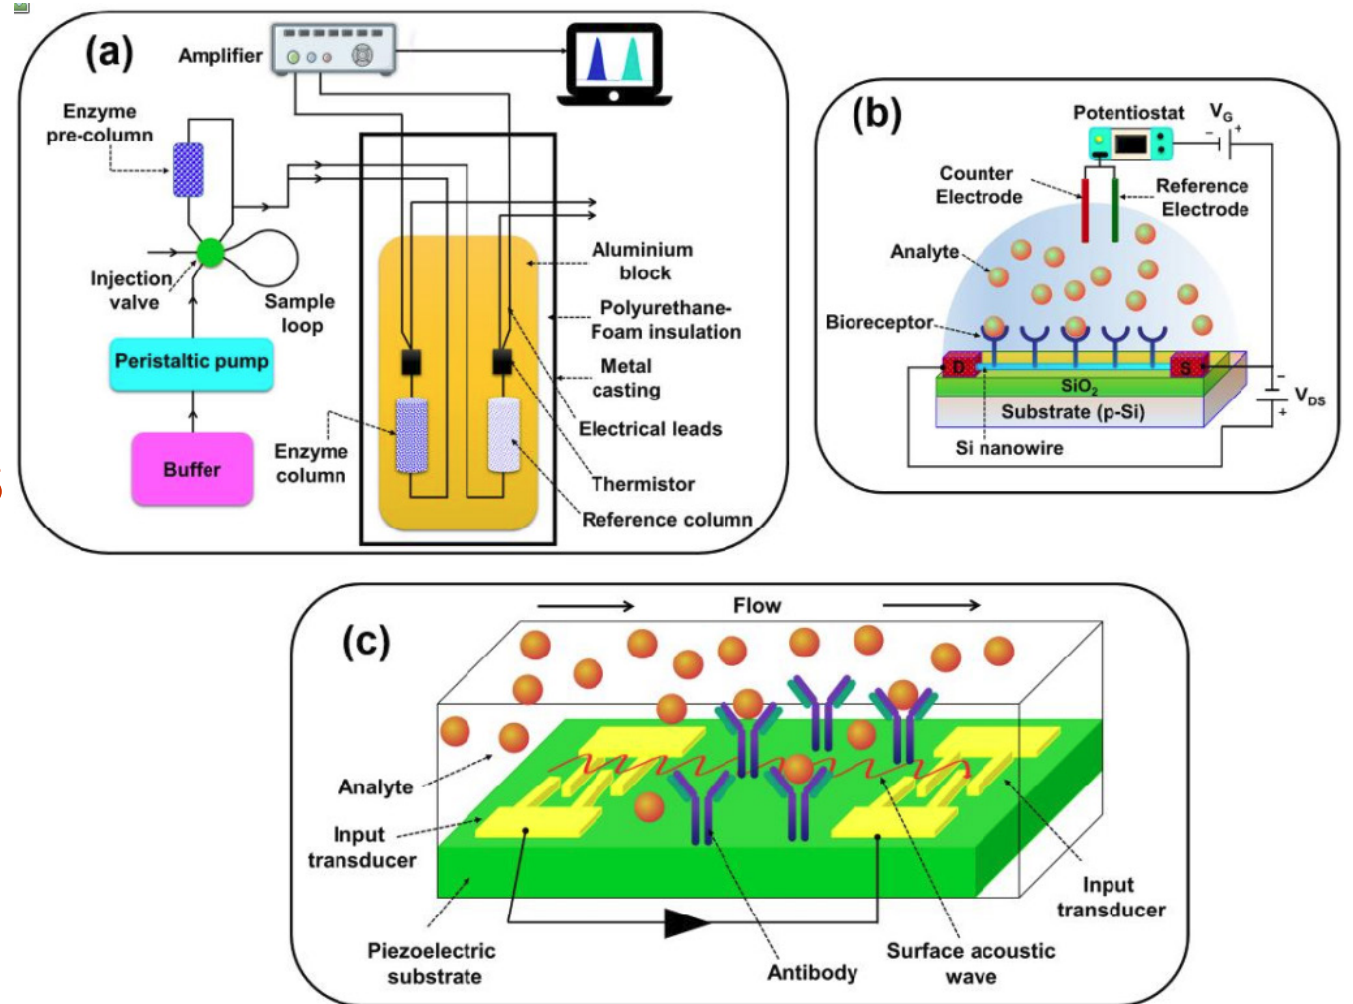 (a)
Amplifier
Enzyme
pre-column
Injection
valve
Sample
loop
Peristaltic pump
Buffer
Enzyme
column
Aluminium
block
Polyurethane-
Foam insulation
Metal
casting
Electrical leads
Thermistor
Reference column
(b)
Potentiostat
VG
− +
Counter
Electrode
Reference
Electrode
Analyte
Bioreceptor
D
S
SiO2
Substrate (p-Si)
Si nanowire
−
VDS
+
(c)
Flow
Analyte
Input
transducer
Piezoelectric
substrate
Antibody
Surface acoustic
wave
Input
transducer